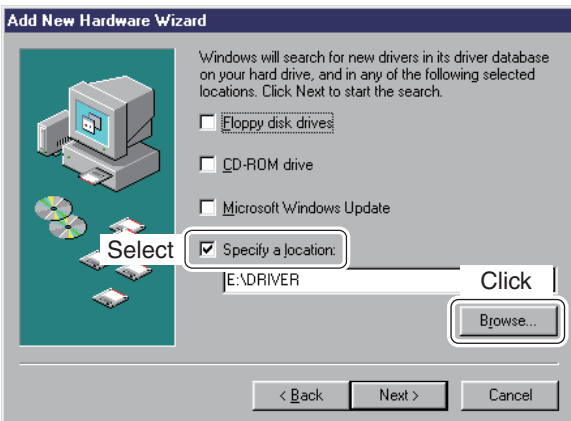 Add New Hardware Wizard
Windows will search for new drivers in its driver database
on your hard drive, and in any of the following selected
locations. Click Next to start the search.
Floppy disk drives
CD-ROM drive
Microsoft Windows Update
Select
Specify a location:
E:\DRIVER
Click
Browse...
< Back
Next >
Cancel